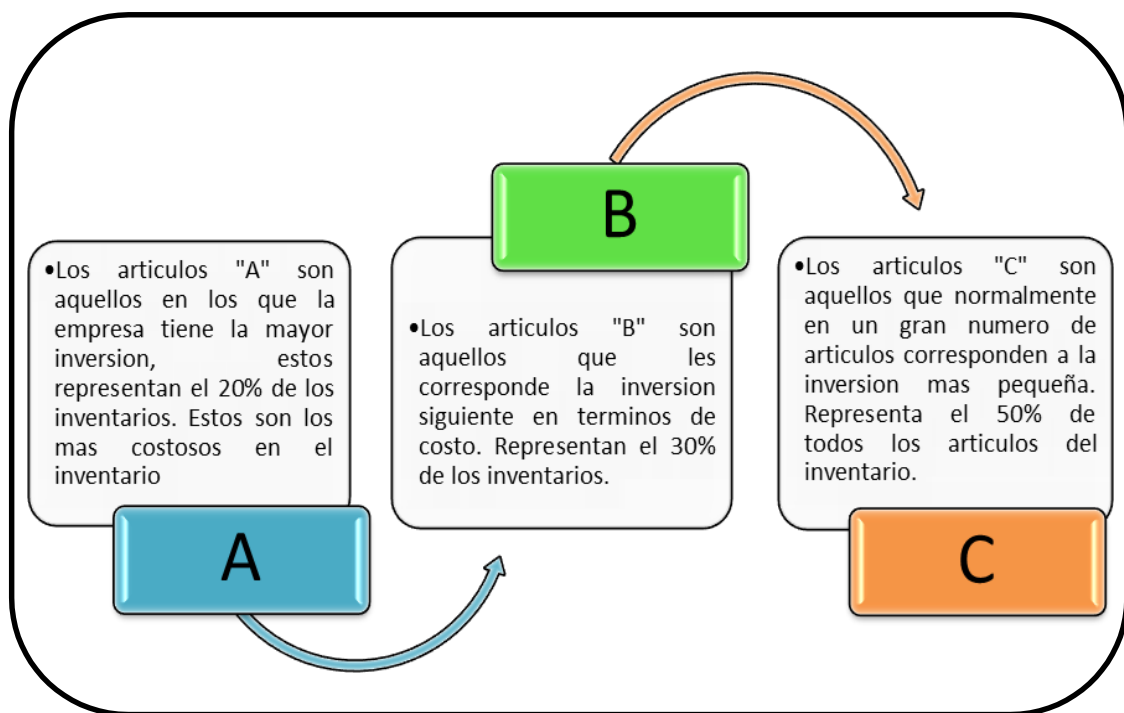 •Los articulos "A" son
aquellos en los que la
empresa tiene la mayor
inversion, estos
representan el 20% de los
inventarios. Estos son los
mas costosos en el
inventario
A
B
•Los articulos "B" son
aquellos que les
corresponde la inversion
siguiente en terminos de
costo. Representan el 30%
de los inventarios.
•Los articulos "C" son
aquellos que normalmente
en un gran numero de
articulos corresponden a la
inversion mas pequeña.
Representa el 50% de
todos los articulos del
inventario.
C